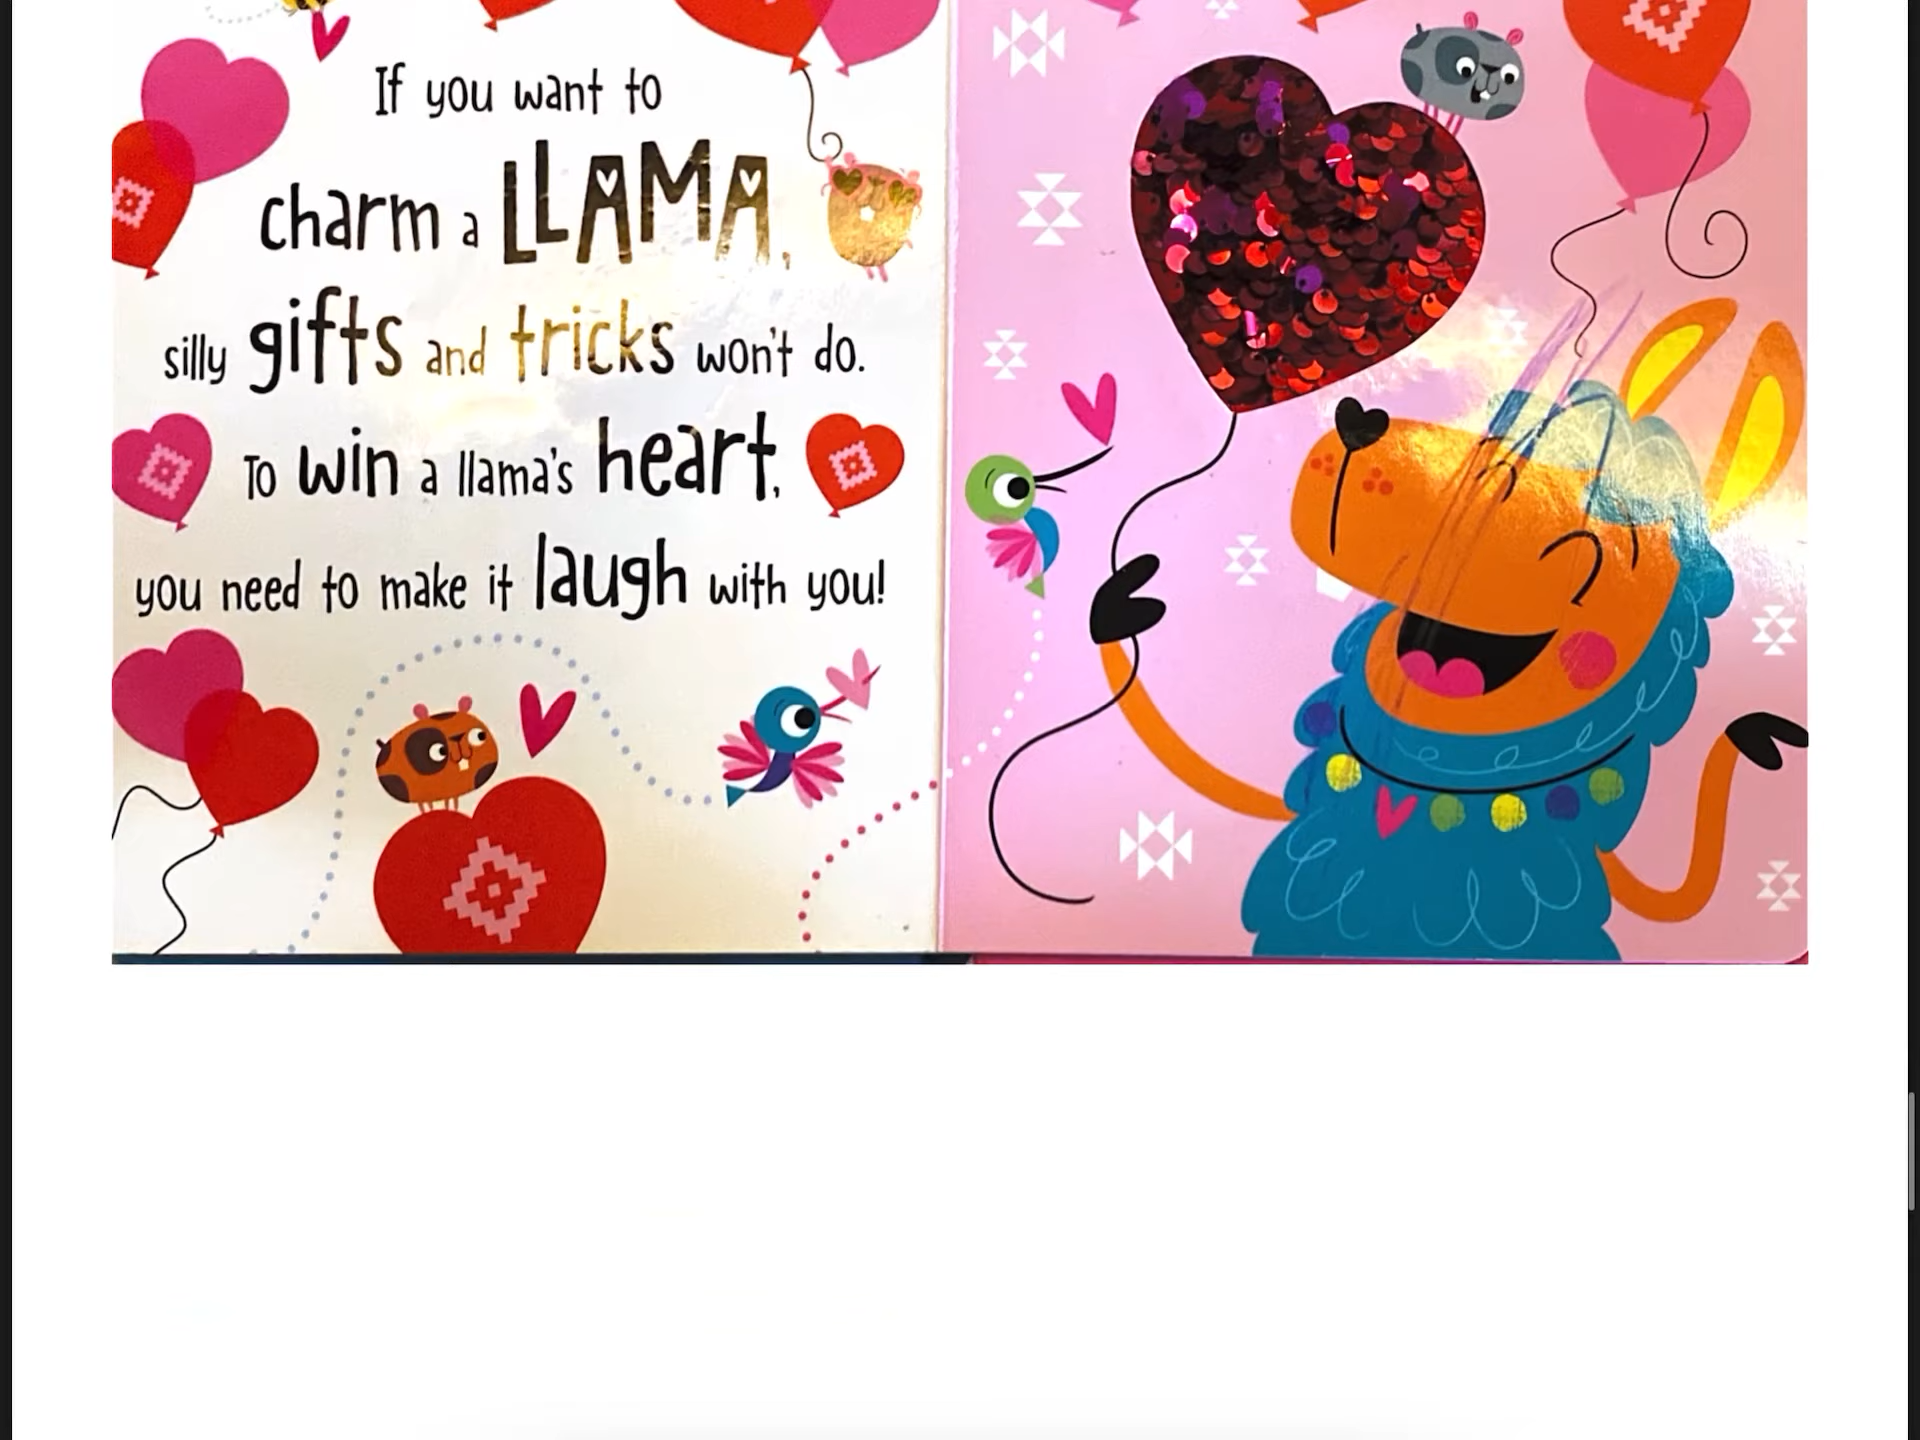 If you want to
charm a LLAMA,
silly gifts and tricks won't do.
To win a llama's heart,
you need to make it laugh with you!